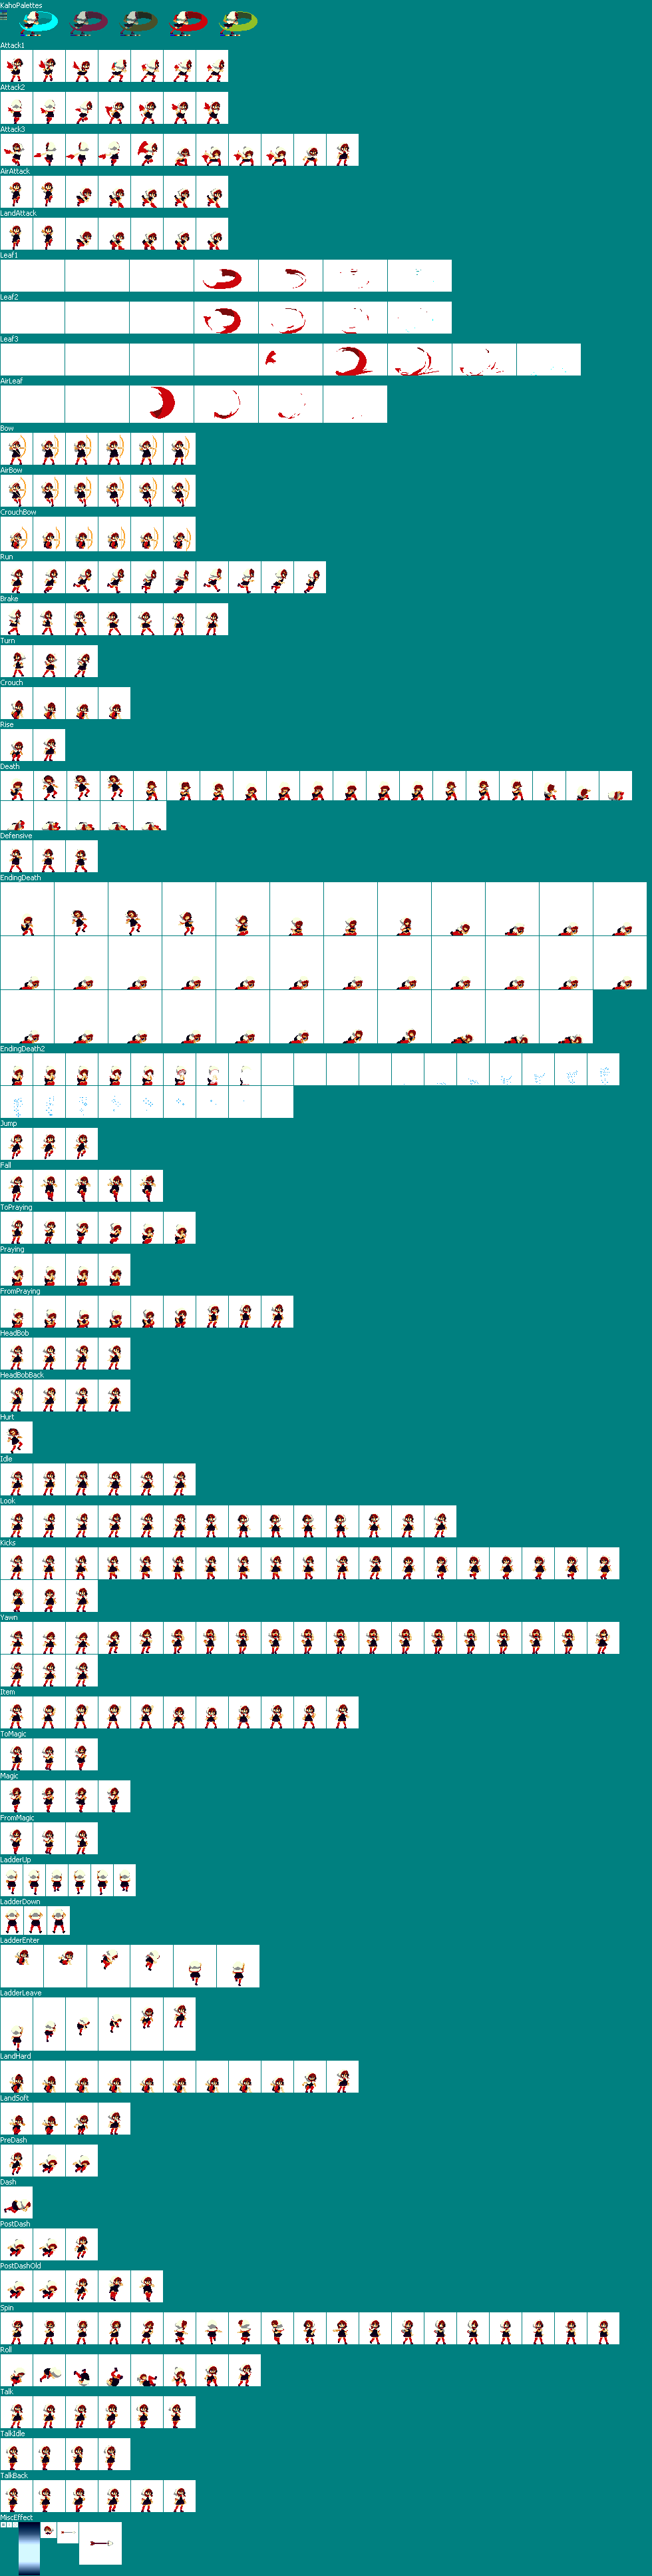 KahoPalettes
Attack1
Attack2
Attack3
AirAttack
LandAttack
Leaf1
Leaf2
Leaf3
AirLeaf
Bow
AirBow
CrouchBow
Run
Brake
Turn
Crouch
Rise
Death
Defensive
EndingDeath
EndingDeath2
Jump
Fall
ToPraying
Praying
FromPraying
HeadBob
HeadBobBack
Hurt
Idle
Look
Kicks
Yawn
Item
ToMagic
Magic
FromMagic
LadderUp
LadderDown
LadderEnter
LadderLeave
LandHard
LandSoft
PreDash
Dash
PostDash
PostDashOld
Spin
Roll
Talk
TalkIdle
TalkBack
MiscEffect